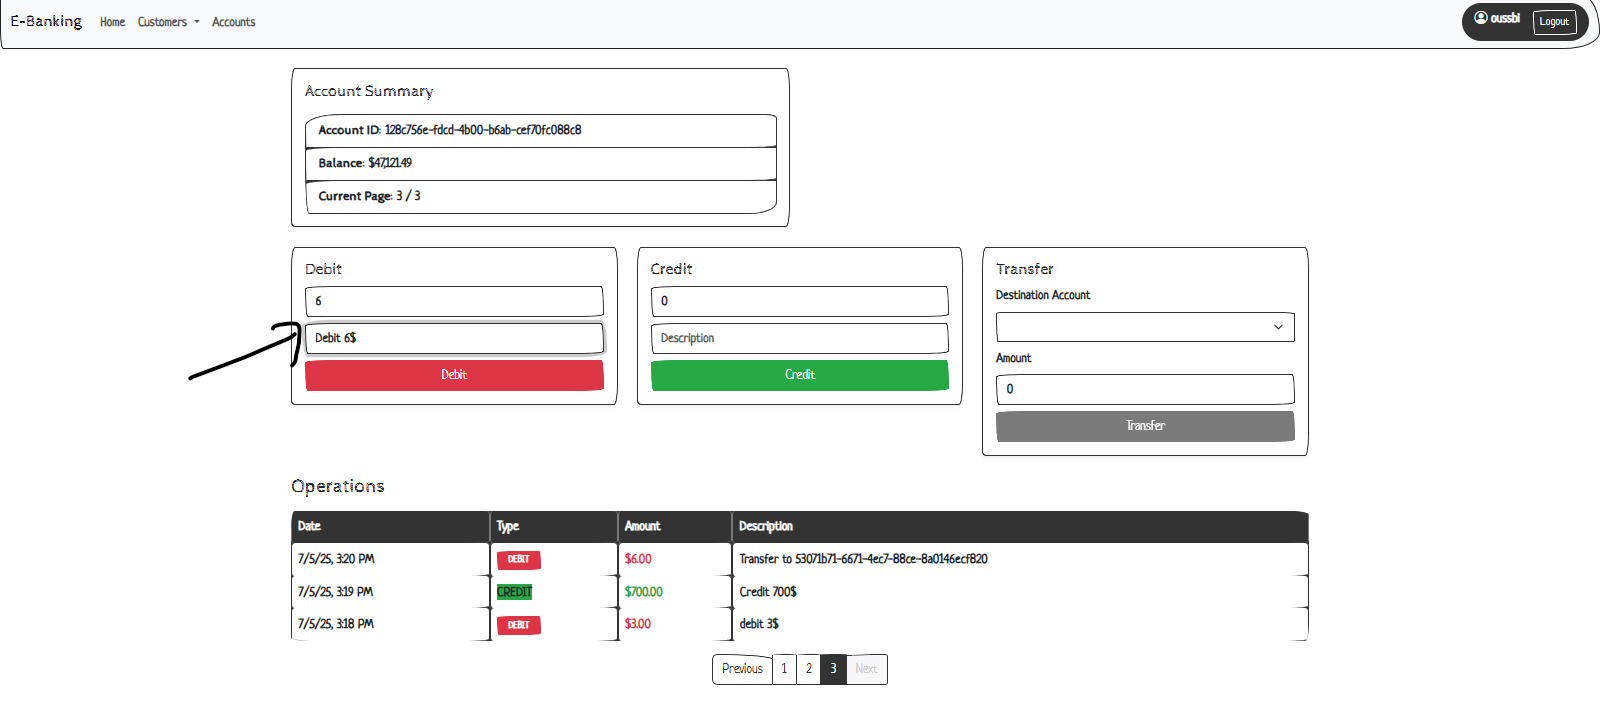 E-Banking Home Customers Accounts oussbi Logout
Account Summary
Account ID: 128c756e-fdcd-4b00-b6ab-cef70fc088c8
Balance: $47,121.49
Current Page: 3 / 3
Debit
6
Debit 6$
Debit
Credit
0
Description
Credit
Transfer
Destination Account
Amount
0
Transfer
Operations
Date Type Amount Description
7/5/25, 3:20 PM DEBIT $6.00 Transfer to 53071b71-6671-4ec7-88ce-8a0146ecf820
7/5/25, 3:19 PM CREDIT $700.00 Credit 700$
7/5/25, 3:18 PM DEBIT $3.00 debit 3$
Previous 1 2 3 Next